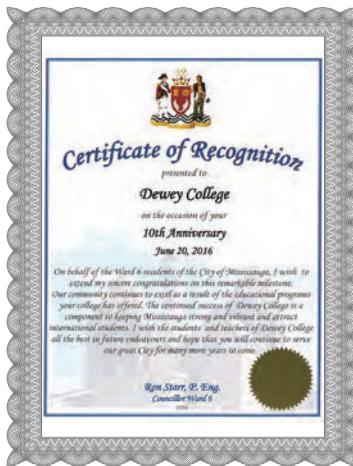 Certificate of Recognition
presented to
Dewey College
on the occasion of your
10th Anniversary
June 20, 2016
On behalf of the Ward 6 residents of the City of Mississauga, I wish to
extend my sincere congratulations on this remarkable milestone.
Our community continues to excel as a result of the educational programs
your college has offered. The continued success of Dewey College is a
component to keeping Mississauga strong and vibrant and attract
international students. I wish the students and teachers of Dewey College
all the best in future endeavours and hope that you will continue to serve
our great City for many more years to come.
Ron Starr, P. Eng.
Councillor Ward 6